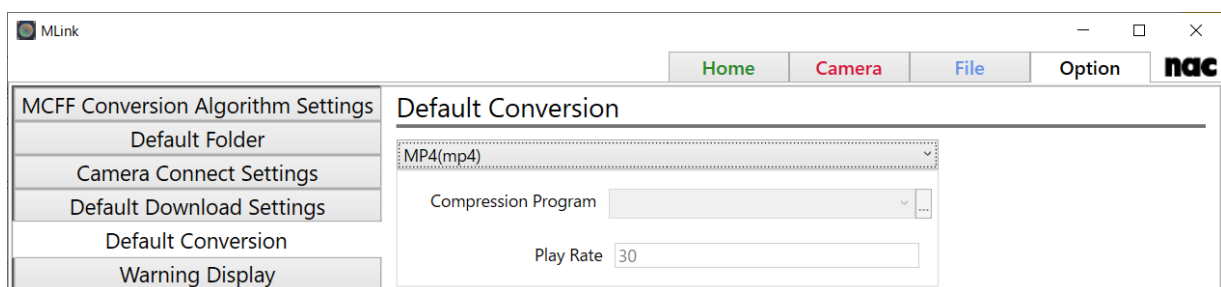 MLink
Home Camera File Option nac
MCFF Conversion Algorithm Settings
Default Folder
Camera Connect Settings
Default Download Settings
Default Conversion
Warning Display
Default Conversion
MP4(mp4)
Compression Program ...
Play Rate 30